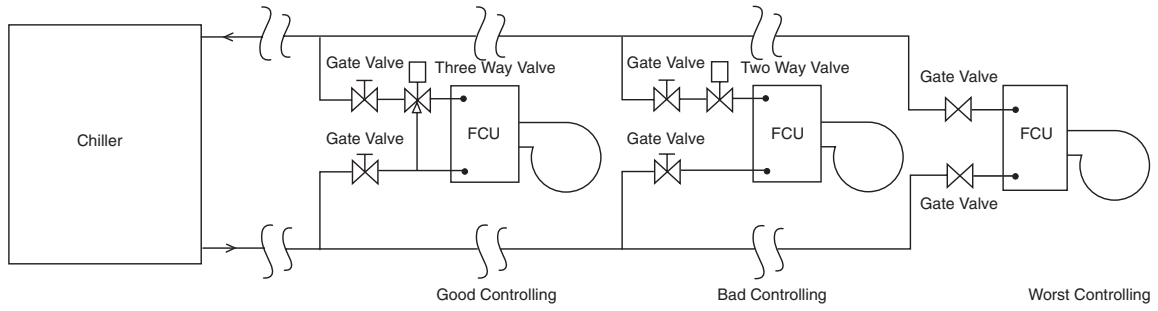 Gate Valve
Three Way Valve
Gate Valve
Two Way Valve
Gate Valve
Chiller
Gate Valve
FCU
Gate Valve
FCU
FCU
Gate Valve
Good Controlling
Bad Controlling
Worst Controlling